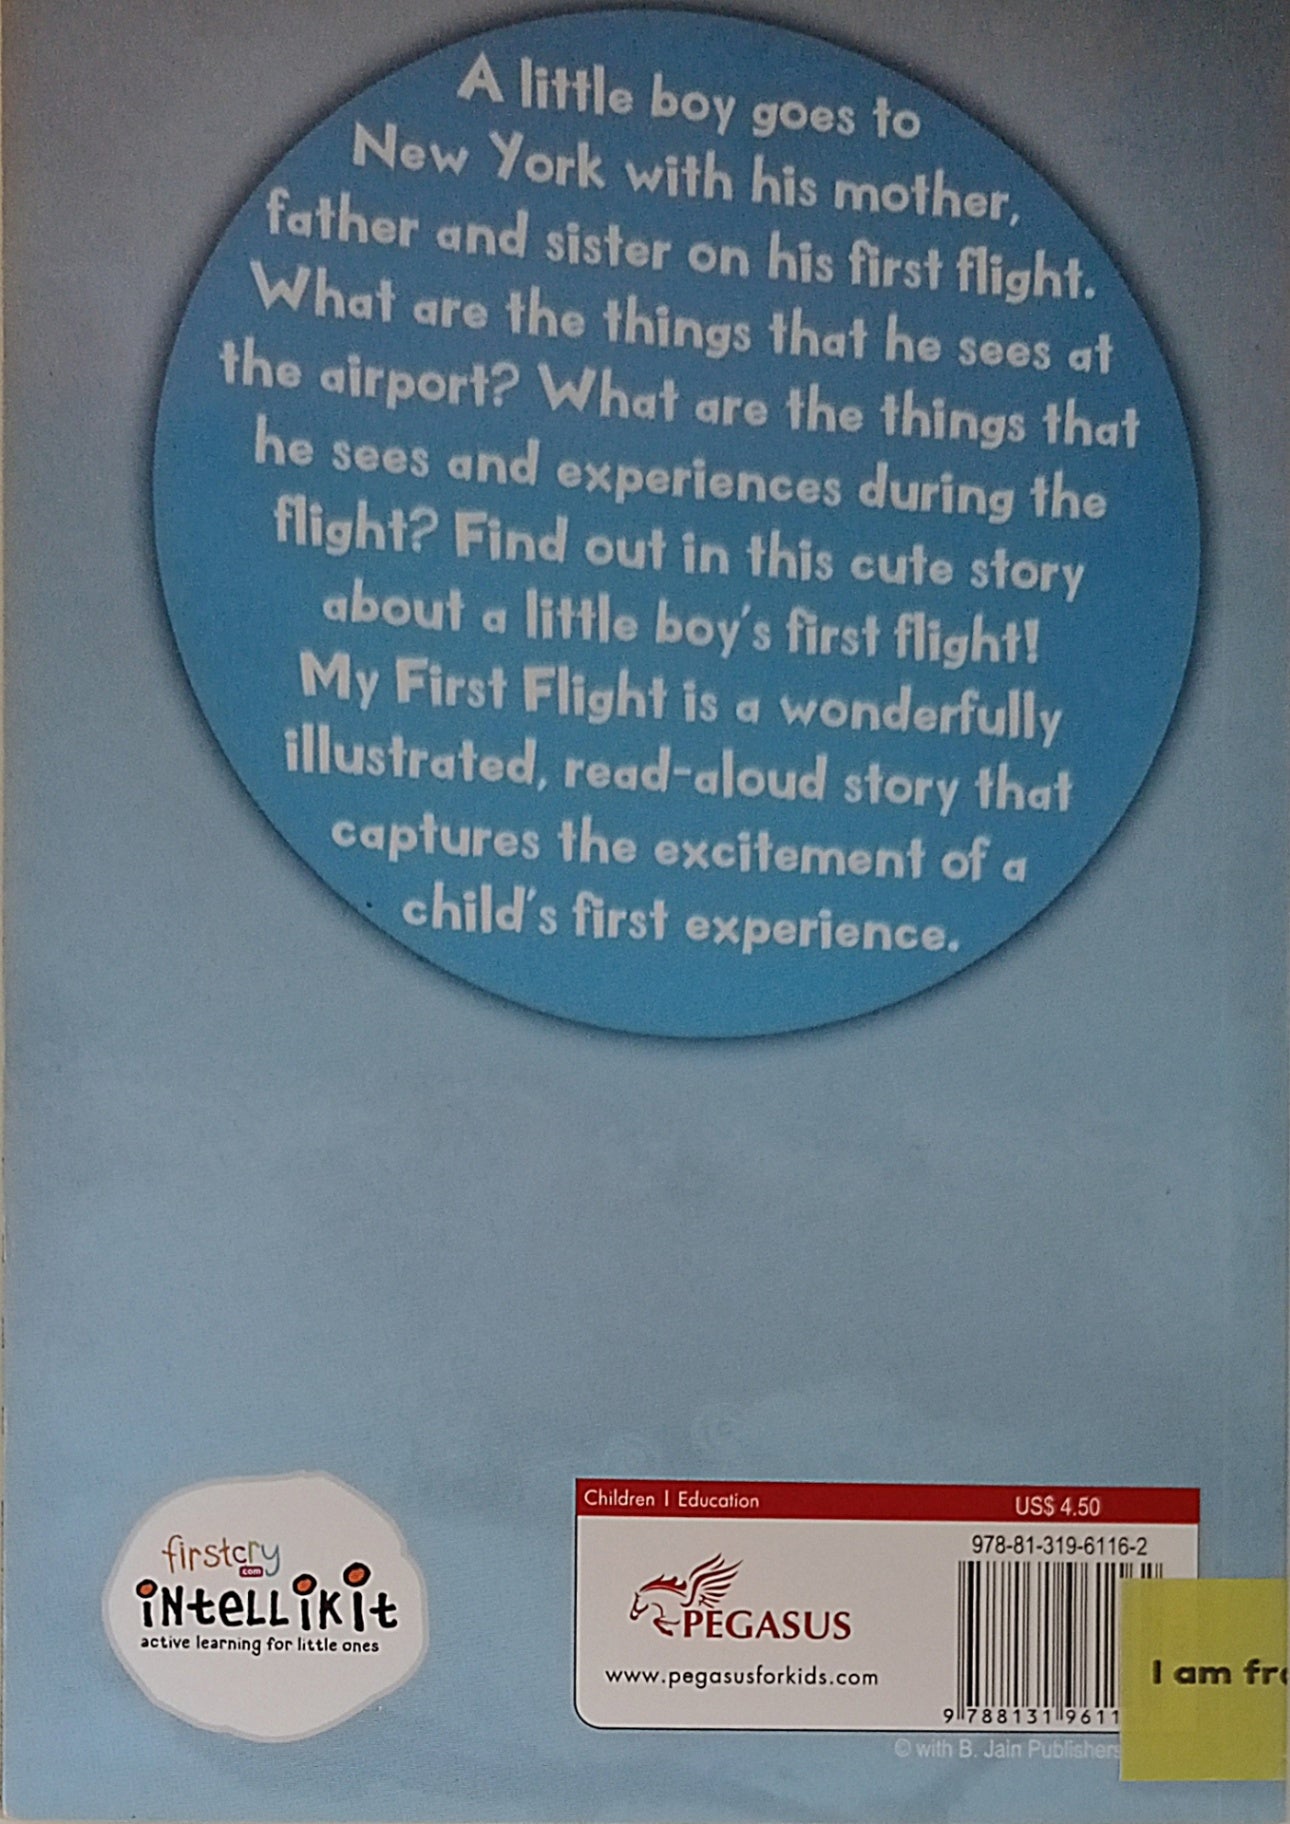 A little boy goes to
New York with his mother,
father and sister on his first flight.
What are the things that he sees at
the airport? What are the things that
he sees and experiences during the
flight? Find out in this cute story
about a little boy's first flight!
My First Flight is a wonderfully
illustrated, read-aloud story that
captures the excitement of a
child's first experience.
firstcry
.com
iNteLLikit
active learning for little ones
Children | Education
US$ 4.50
978-81-319-6116-2
PEGASUS
www.pegasusforkids.com
9 788131 9611
© with B. Jain Publishers
I am